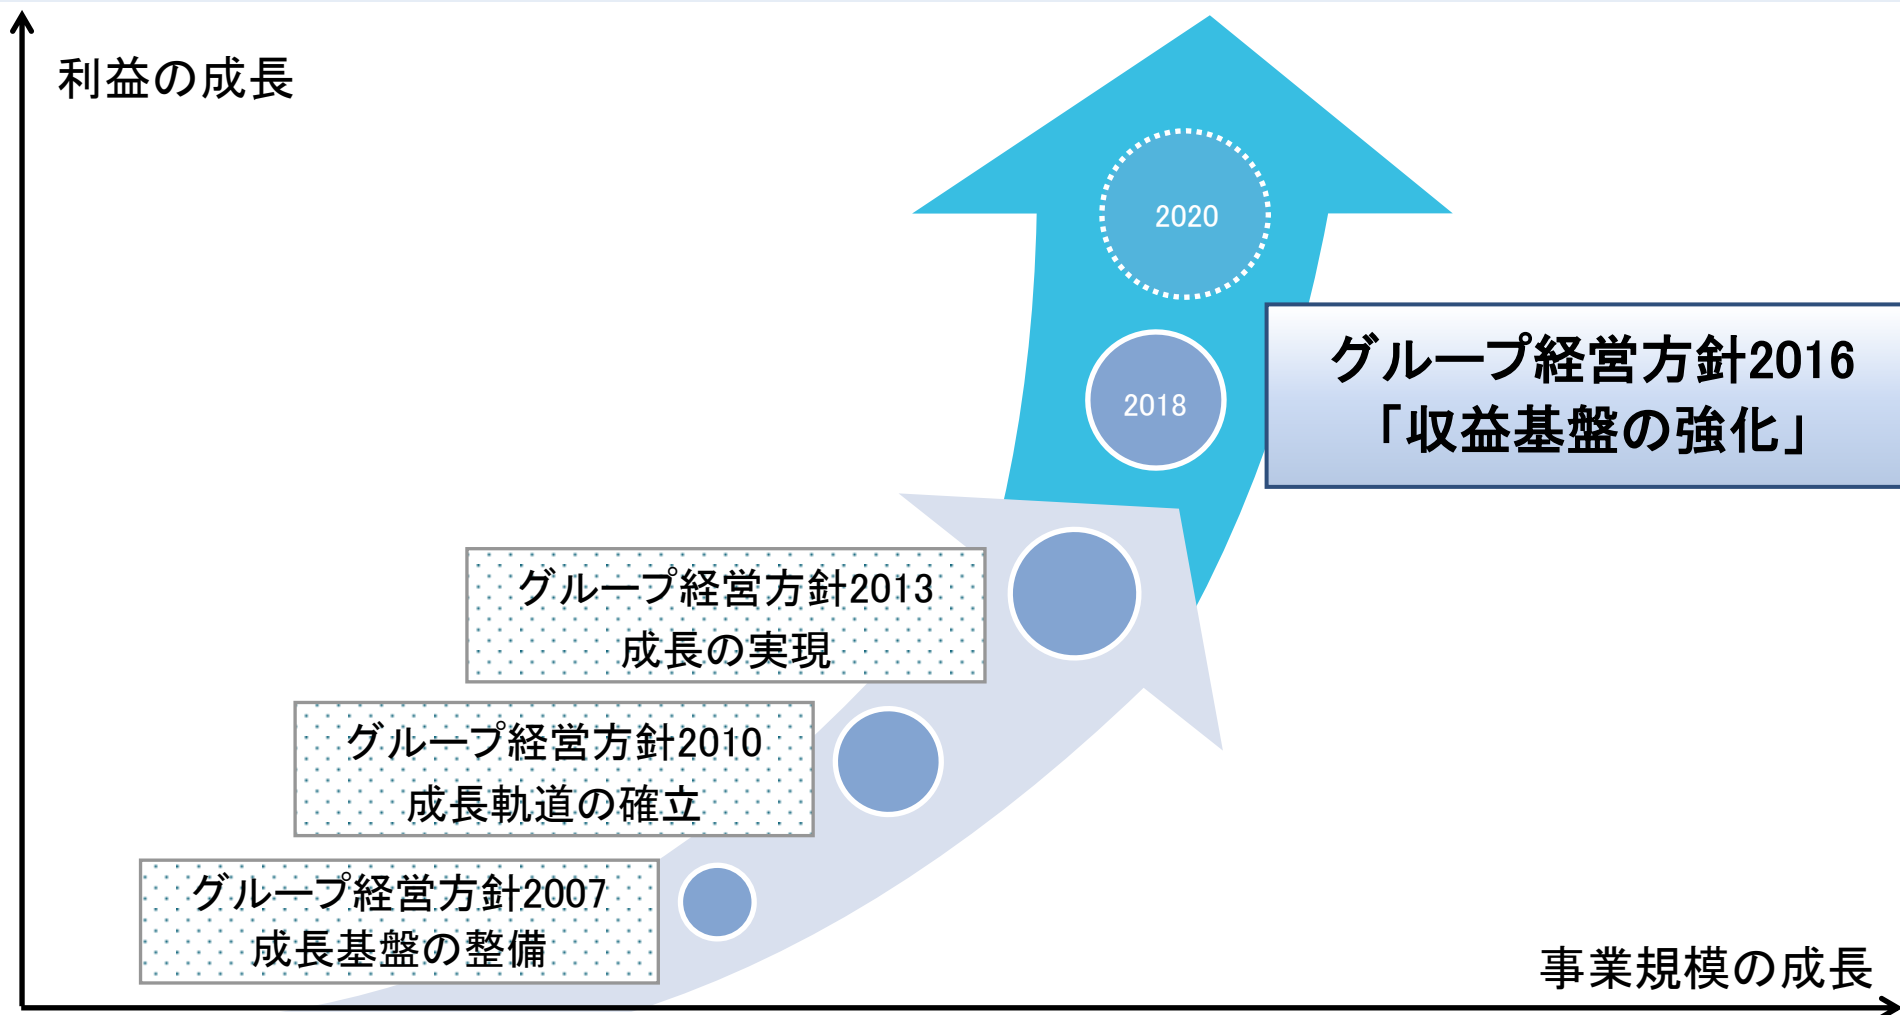 利益の成長
2020
グループ経営方針2016
「収益基盤の強化」
2018
グループ経営方針2013
成長の実現
グループ経営方針2010
成長軌道の確立
グループ経営方針2007
成長基盤の整備
事業規模の成長